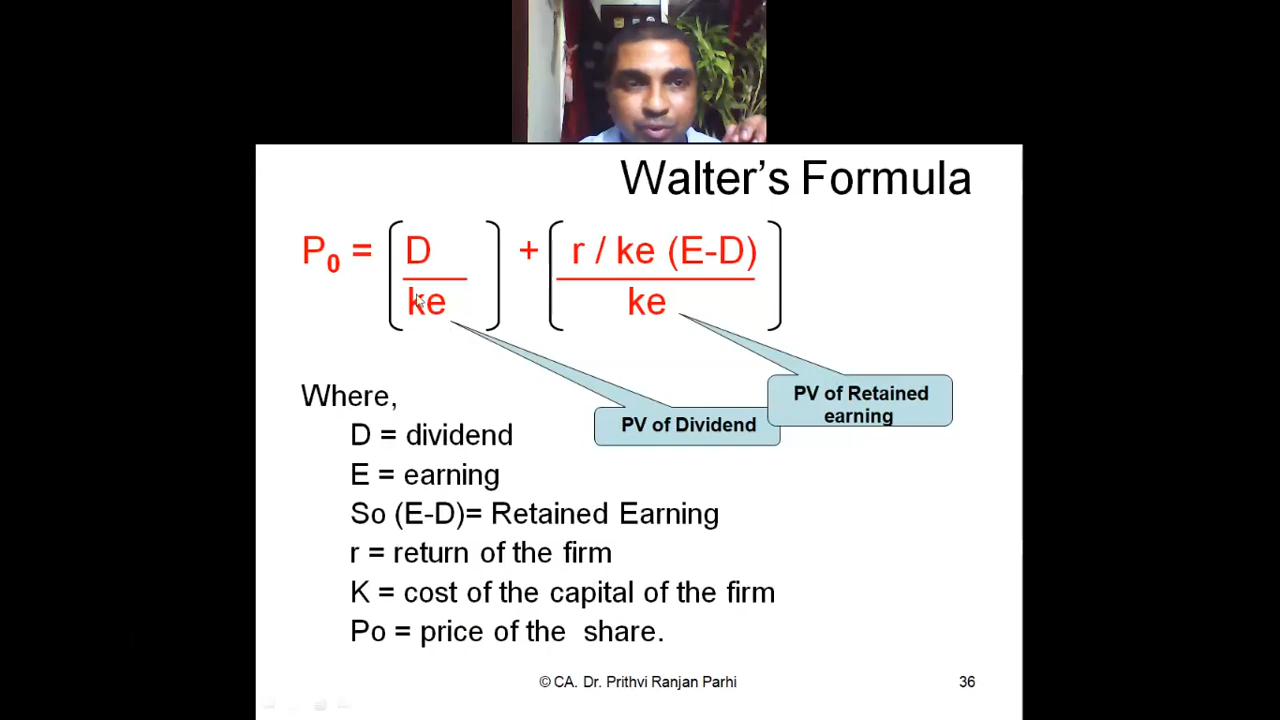 Walter's Formula
P0 = [ D / ke ] + [ r / ke (E-D) / ke ]
PV of Retained
earning
PV of Dividend
Where,
D = dividend
E = earning
So (E-D)= Retained Earning
r = return of the firm
K = cost of the capital of the firm
Po = price of the share.
© CA. Dr. Prithvi Ranjan Parhi
36